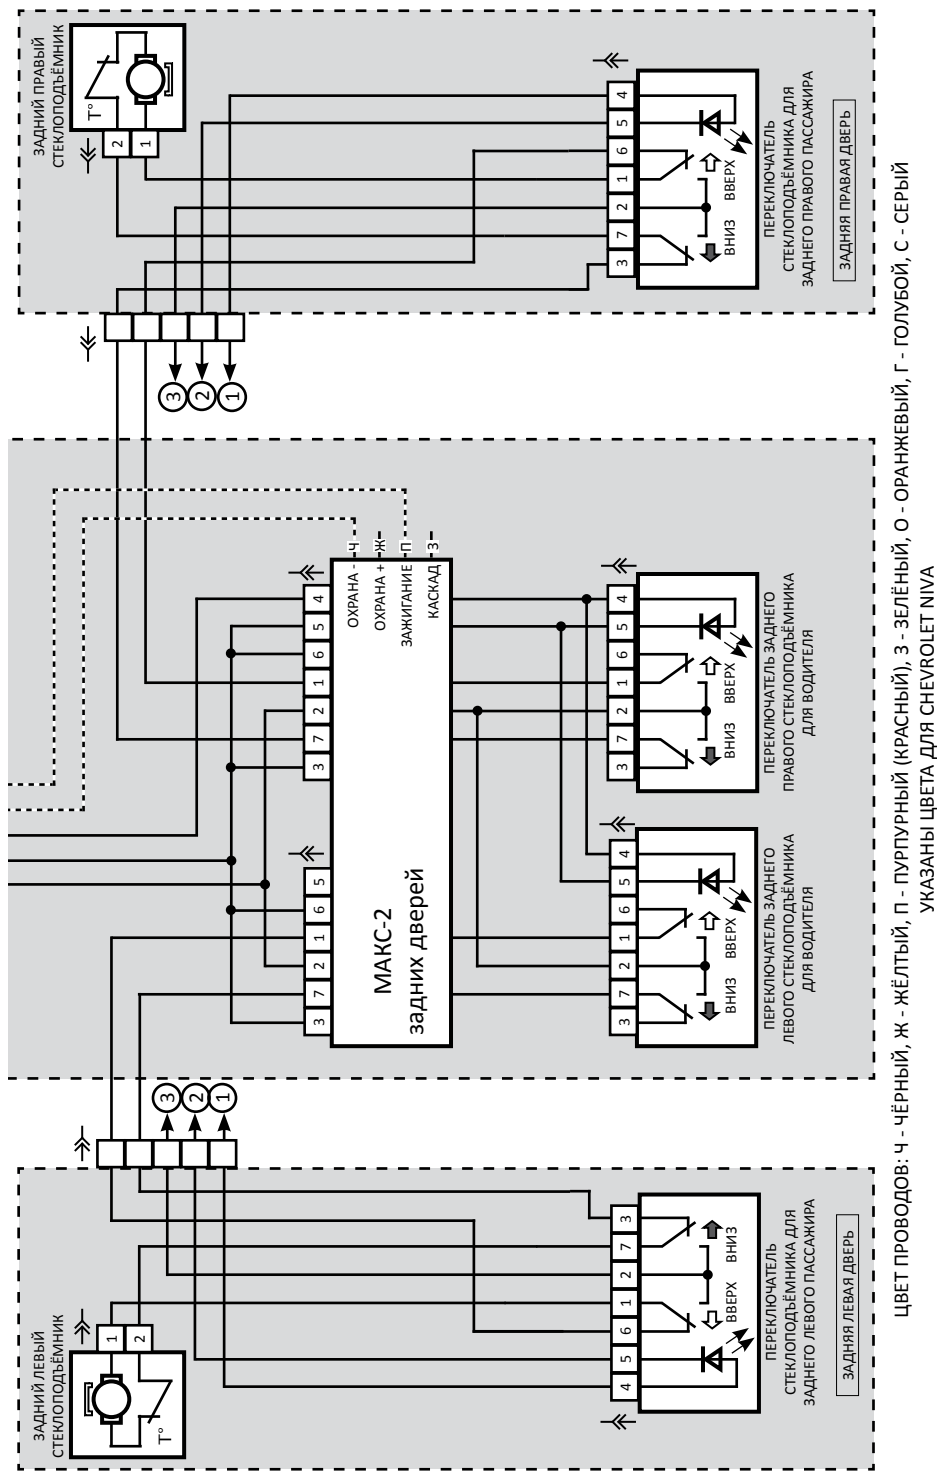 ЗАДНИЙ ЛЕВЫЙ
СТЕКЛОПОДЪЁМНИК
T°
1
2
4
5
6
1
2
7
3
ВВЕРХ
ВНИЗ
ПЕРЕКЛЮЧАТЕЛЬ
СТЕКЛОПОДЪЁМНИКА ДЛЯ
ЗАДНЕГО ЛЕВОГО ПАССАЖИРА
ЗАДНЯЯ ЛЕВАЯ ДВЕРЬ
3
2
1
3
7
2
1
6
5
3
7
2
1
6
5
4
МАКС-2
задних дверей
ОХРАНА -
ОХРАНА +
ЗАЖИГАНИЕ
КАСКАД
Ч
Ж
П
З
3
7
2
1
6
5
4
ВНИЗ
ВВЕРХ
ПЕРЕКЛЮЧАТЕЛЬ ЗАДНЕГО
ЛЕВОГО СТЕКЛОПОДЪЁМНИКА
ДЛЯ ВОДИТЕЛЯ
3
7
2
1
6
5
4
ВНИЗ
ВВЕРХ
ПЕРЕКЛЮЧАТЕЛЬ ЗАДНЕГО
ПРАВОГО СТЕКЛОПОДЪЁМНИКА
ДЛЯ ВОДИТЕЛЯ
3
2
1
ЗАДНИЙ ПРАВЫЙ
СТЕКЛОПОДЪЁМНИК
T°
2
1
3
7
2
1
6
5
4
ВНИЗ
ВВЕРХ
ПЕРЕКЛЮЧАТЕЛЬ
СТЕКЛОПОДЪЁМНИКА ДЛЯ
ЗАДНЕГО ПРАВОГО ПАССАЖИРА
ЗАДНЯЯ ПРАВАЯ ДВЕРЬ
ЦВЕТ ПРОВОДОВ: Ч - ЧЁРНЫЙ, Ж - ЖЁЛТЫЙ, П - ПУРПУРНЫЙ (КРАСНЫЙ), З - ЗЕЛЁНЫЙ, О - ОРАНЖЕВЫЙ, Г - ГОЛУБОЙ, С - СЕРЫЙ
УКАЗАНЫ ЦВЕТА ДЛЯ CHEVROLET NIVA